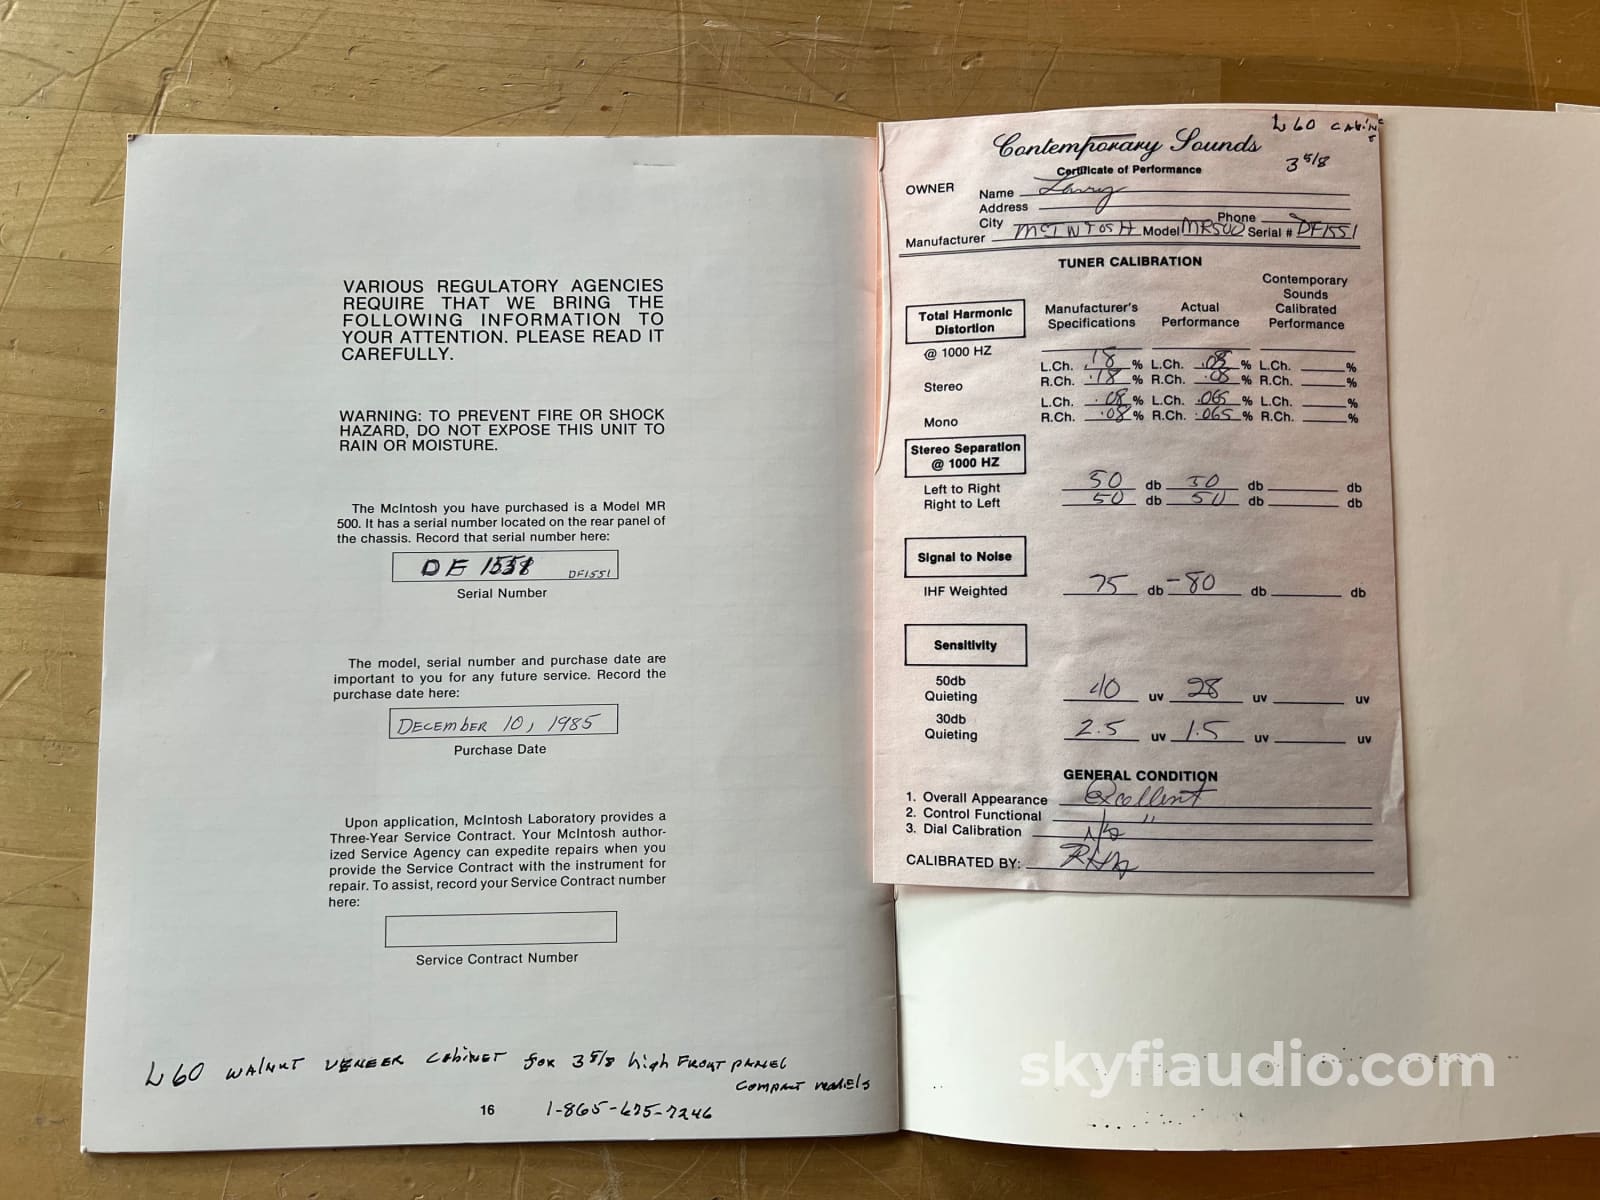 VARIOUS REGULATORY AGENCIES
REQUIRE THAT WE BRING THE
FOLLOWING INFORMATION TO
YOUR ATTENTION. PLEASE READ IT
CAREFULLY.
WARNING: TO PREVENT FIRE OR SHOCK
HAZARD, DO NOT EXPOSE THIS UNIT TO
RAIN OR MOISTURE.
The McIntosh you have purchased is a Model MR
500. It has a serial number located on the rear panel of
the chassis. Record that serial number here:
DF1551
Serial Number
The model, serial number and purchase date are
important to you for any future service. Record the
purchase date here:
DECEMBER 10, 1985
Purchase Date
Upon application, McIntosh Laboratory provides a
Three-Year Service Contract. Your McIntosh author-
ized Service Agency can expedite repairs when you
provide the Service Contract with the instrument for
repair. To assist, record your Service Contract number
here:
Service Contract Number
L60 WALNUT VENEER CABINET FOR 3 5/8 high FRONT PANEL
COMPACT models
16 1-865-675-7246
L60 CABIN
Contemporary Sounds
3 5/8
Certificate of Performance
OWNER Name Larry
Address
City Phone
Manufacturer MCINTOSH Model MR500 Serial # DF1551
TUNER CALIBRATION
Total Harmonic
Distortion
@ 1000 HZ
Manufacturer's
Specifications
Actual
Performance
Contemporary
Sounds
Calibrated
Performance
L.Ch. .18 % L.Ch. .08 % L.Ch. %
Stereo R.Ch. .18 % R.Ch. .08 % R.Ch. %
L.Ch. .08 % L.Ch. .065 % L.Ch. %
Mono R.Ch. .08 % R.Ch. .065 % R.Ch. %
Stereo Separation
@ 1000 HZ
Left to Right 50 db 50 db db
Right to Left 50 db 50 db db
Signal to Noise
IHF Weighted 75 db -80 db db
Sensitivity
50db
Quieting 40 uv 28 uv uv
30db
Quieting 2.5 uv 1.5 uv uv
GENERAL CONDITION
1. Overall Appearance Excellent
2. Control Functional "
3. Dial Calibration N/A
CALIBRATED BY:
skyfiaudio.com